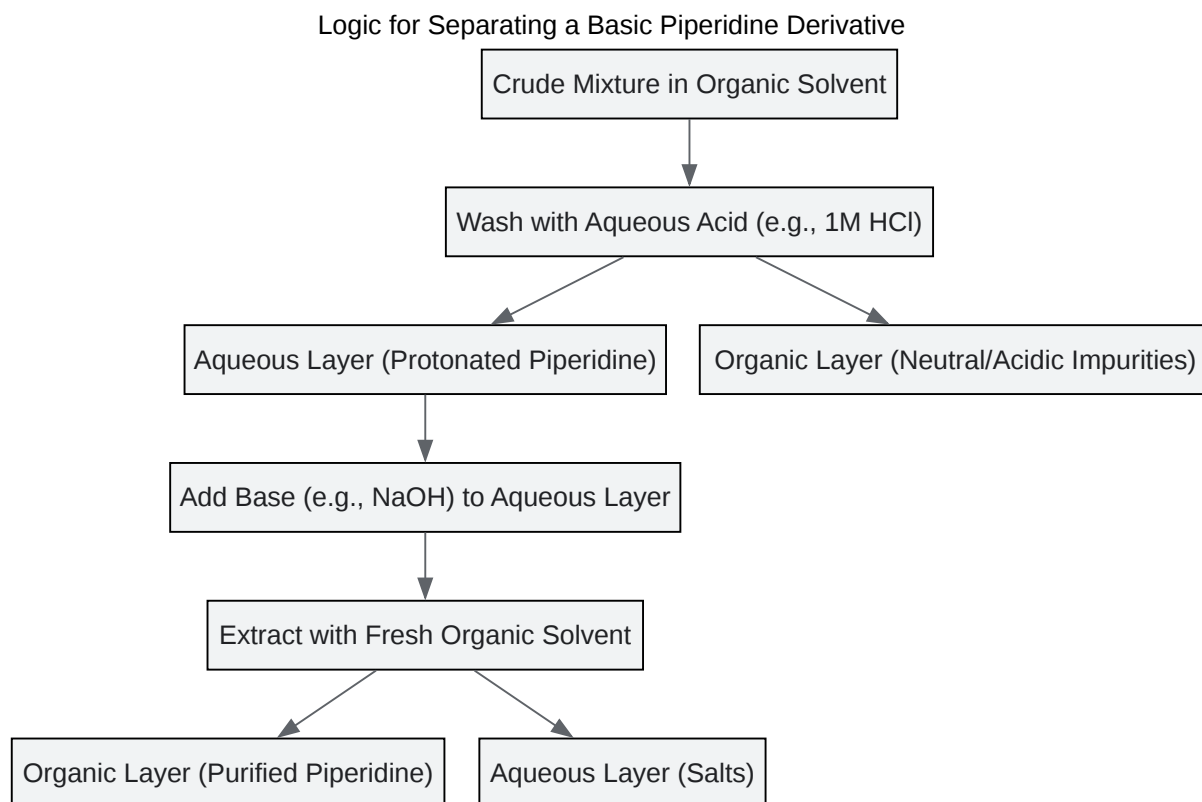 Logic for Separating a Basic Piperidine Derivative
Crude Mixture in Organic Solvent
Wash with Aqueous Acid (e.g., 1M HCl)
Aqueous Layer (Protonated Piperidine)
Organic Layer (Neutral/Acidic Impurities)
Add Base (e.g., NaOH) to Aqueous Layer
Extract with Fresh Organic Solvent
Organic Layer (Purified Piperidine)
Aqueous Layer (Salts)